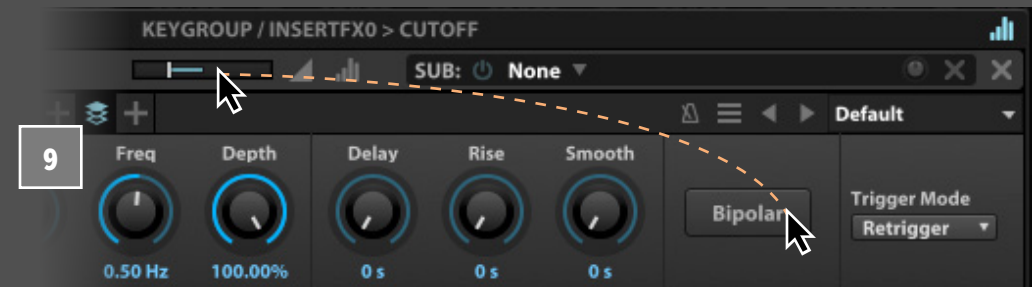 KEYGROUP / INSERTFX0 > CUTOFF
SUB: None
Default
9
Freq Depth Delay Rise Smooth
Bipolar
Trigger Mode
Retrigger
0.50 Hz 100.00% 0 s 0 s 0 s